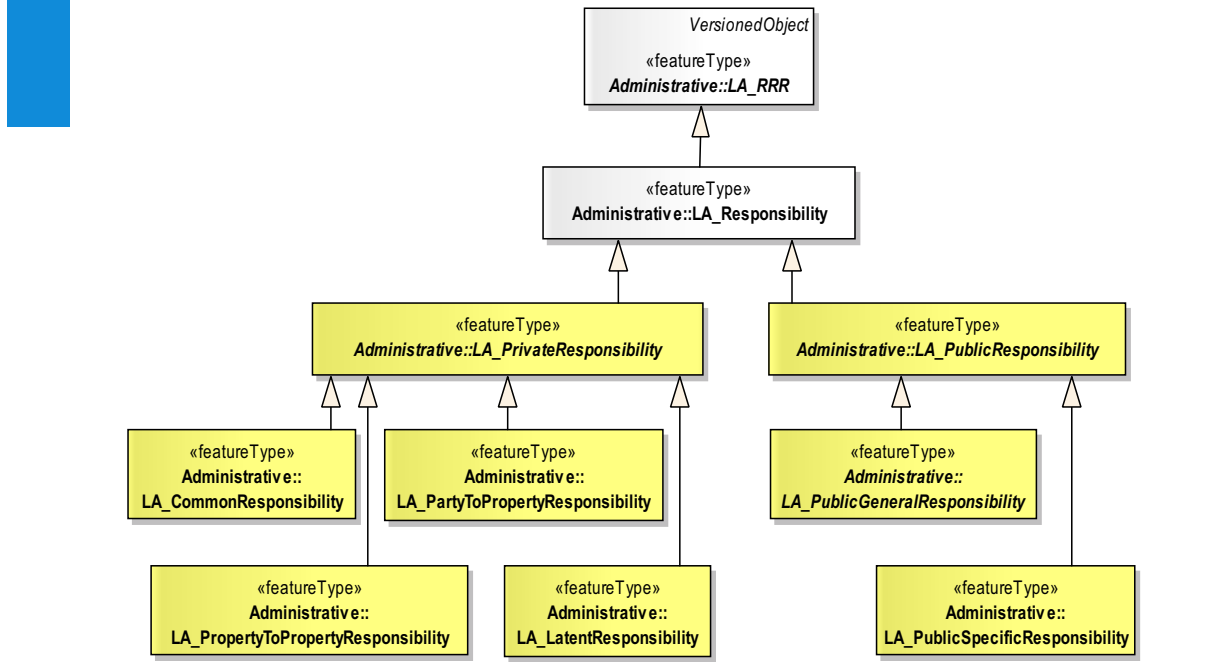 VersionedObject
«featureType»
Administrative::LA_RRR
«featureType»
Administrative::LA_Responsibility
«featureType»
Administrative::LA_PrivateResponsibility
«featureType»
Administrative::LA_PublicResponsibility
«featureType»
Administrative::
LA_CommonResponsibility
«featureType»
Administrative::
LA_PartyToPropertyResponsibility
«featureType»
Administrative::
LA_PublicGeneralResponsibility
«featureType»
Administrative::
LA_PropertyToPropertyResponsibility
«featureType»
Administrative::
LA_LatentResponsibility
«featureType»
Administrative::
LA_PublicSpecificResponsibility